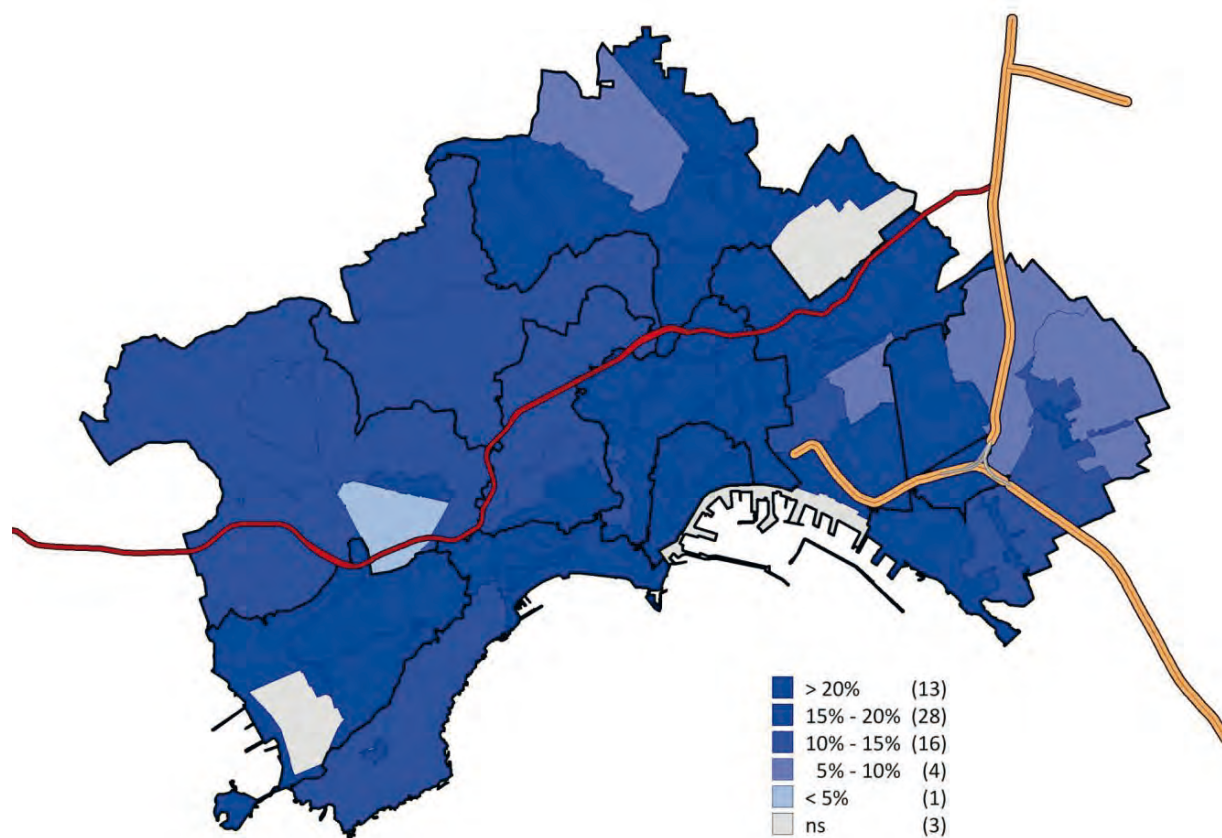 > 20% (13)
15% - 20% (28)
10% - 15% (16)
5% - 10% (4)
< 5% (1)
ns (3)